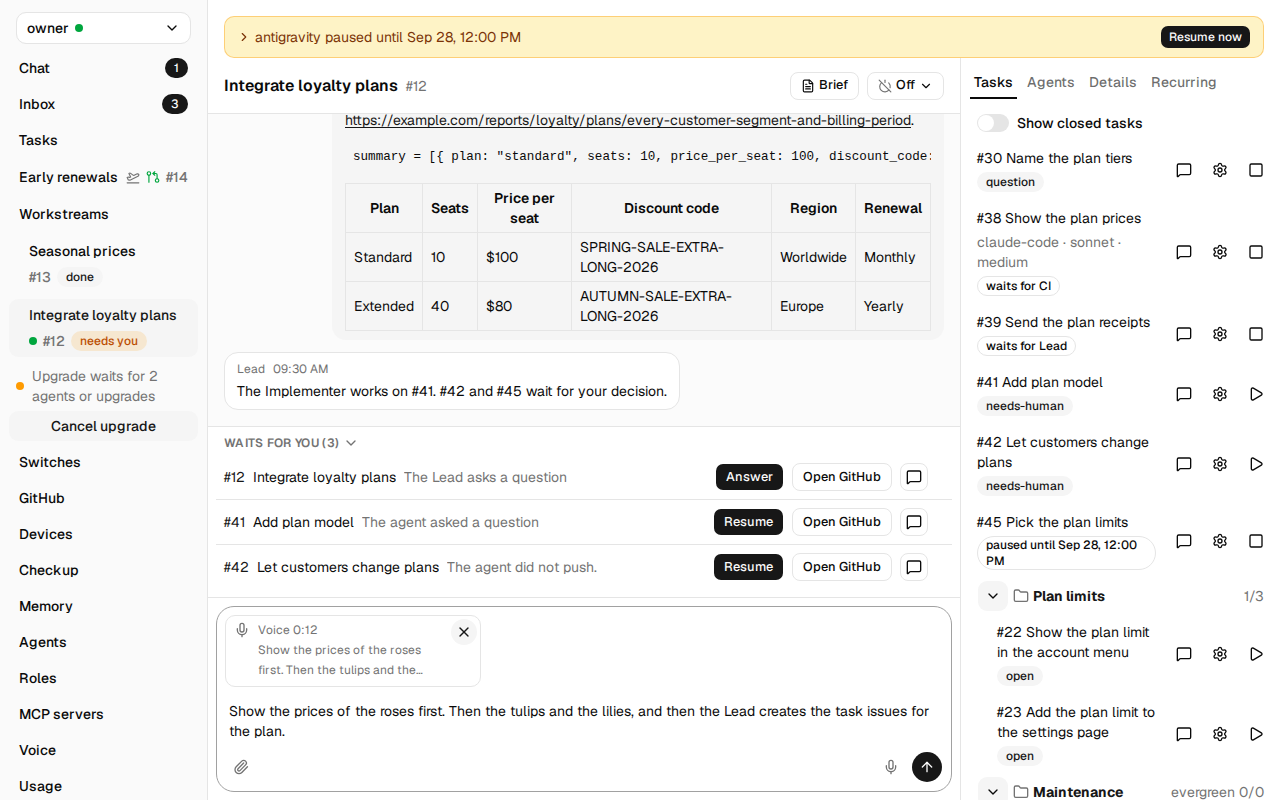 owner
Chat 1
Inbox 3
Tasks
Early renewals #14
Workstreams
Seasonal prices
#13 done
Integrate loyalty plans
#12 needs you
Upgrade waits for 2
agents or upgrades
Cancel upgrade
Switches
GitHub
Devices
Checkup
Memory
Agents
Roles
MCP servers
Voice
Usage
antigravity paused until Sep 28, 12:00 PM
Resume now
Integrate loyalty plans #12
Brief
Off
https://example.com/reports/loyalty/plans/every-customer-segment-and-billing-period.
summary = [{ plan: "standard", seats: 10, price_per_seat: 100, discount_code:
Plan Seats Price per seat Discount code Region Renewal
Standard 10 $100 SPRING-SALE-EXTRA-LONG-2026 Worldwide Monthly
Extended 40 $80 AUTUMN-SALE-EXTRA-LONG-2026 Europe Yearly
Lead 09:30 AM
The Implementer works on #41. #42 and #45 wait for your decision.
WAITS FOR YOU (3)
#12 Integrate loyalty plans The Lead asks a question Answer Open GitHub
#41 Add plan model The agent asked a question Resume Open GitHub
#42 Let customers change plans The agent did not push. Resume Open GitHub
Voice 0:12
Show the prices of the roses
first. Then the tulips and the…
Show the prices of the roses first. Then the tulips and the lilies, and then the Lead creates the task issues for
the plan.
Tasks Agents Details Recurring
Show closed tasks
#30 Name the plan tiers
question
#38 Show the plan prices
claude-code · sonnet ·
medium
waits for CI
#39 Send the plan receipts
waits for Lead
#41 Add plan model
needs-human
#42 Let customers change
plans
needs-human
#45 Pick the plan limits
paused until Sep 28, 12:00
PM
Plan limits 1/3
#22 Show the plan limit
in the account menu
open
#23 Add the plan limit to
the settings page
open
Maintenance evergreen 0/0